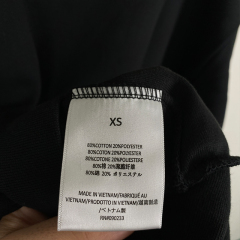 XS
80%COTTON 20%POLYESTER
80%COTON 20%POLYESTER
80%COTONE 20%POLIESTERE
80%棉 20%聚酯纤维
80%綿 20% ポリエステル
MADE IN VIETNAM/FABRIQUÉ AU
VIETNAM/PRODOTTO IN VIETNAM/越南制造
/ベトナム製